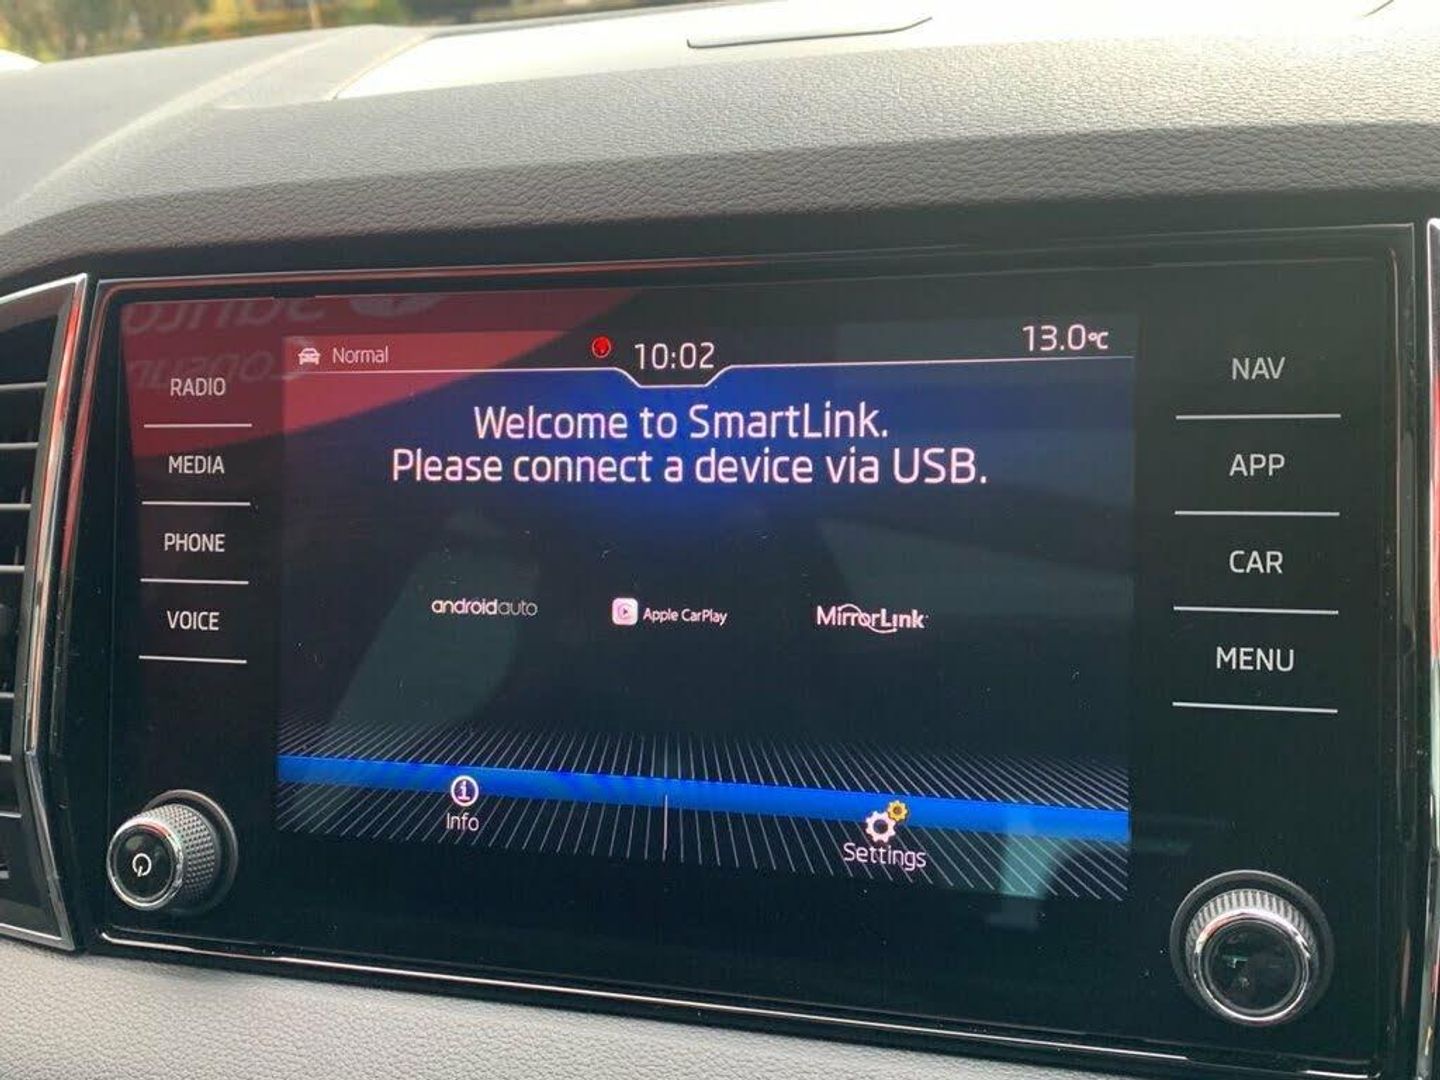 Normal
10:02
13.0°C
RADIO
MEDIA
PHONE
VOICE
Welcome to SmartLink.
Please connect a device via USB.
androidauto
Apple CarPlay
MirrorLink
Info
Settings
NAV
APP
CAR
MENU